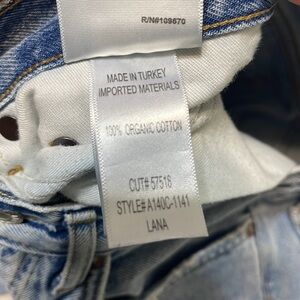 R/N#109670
MADE IN TURKEY
IMPORTED MATERIALS
100% ORGANIC COTTON
CUT# 57518
STYLE# A140C-1141
LANA